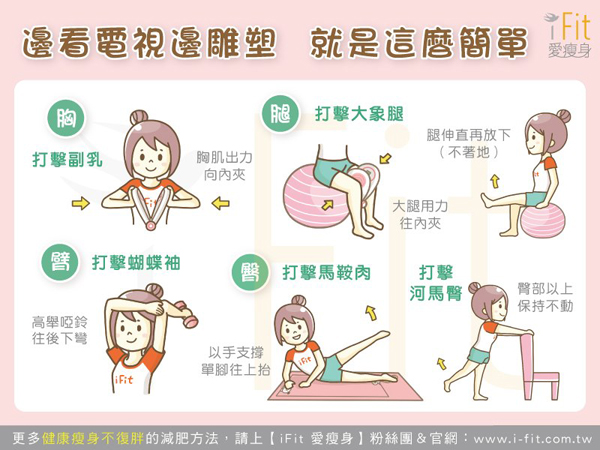 邊看電視邊雕塑 就是這麼簡單
iFit
愛瘦身
胸
打擊副乳
胸肌出力
向內夾
iFit
腿
打擊大象腿
大腿用力
往內夾
腿伸直再放下
(不著地)
臂
打擊蝴蝶袖
高舉啞鈴
往後下彎
iFit
臀
打擊馬鞍肉
以手支撐
單腳往上抬
iFit
打擊
河馬臀
臀部以上
保持不動
更多健康瘦身不復胖的減肥方法,請上【iFit 愛瘦身】粉絲團&官網:www.i-fit.com.tw